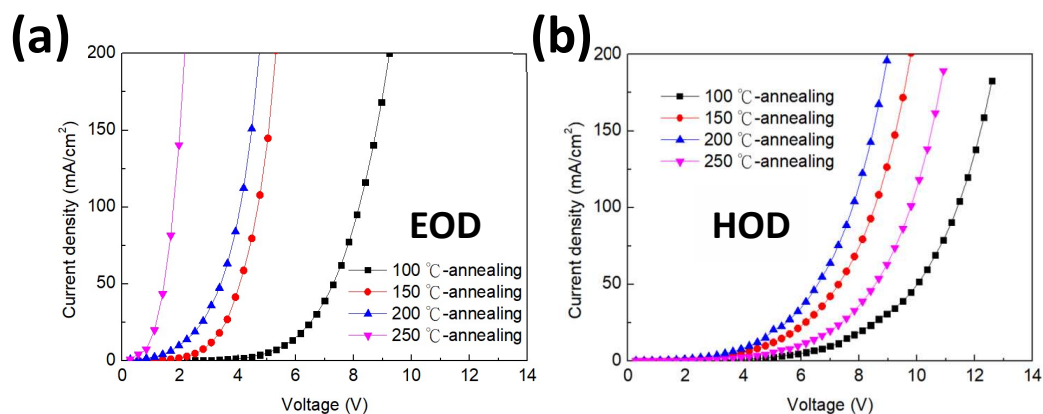 (a)
200
150
100
50
0
Current density (mA/cm²)
EOD
100 ℃-annealing
150 ℃-annealing
200 ℃-annealing
250 ℃-annealing
0 2 4 6 8 10
Voltage (V)
(b)
200
150
100
50
0
Current density (mA/cm²)
100 ℃-annealing
150 ℃-annealing
200 ℃-annealing
250 ℃-annealing
HOD
0 2 4 6 8 10 12 14
Voltage (V)